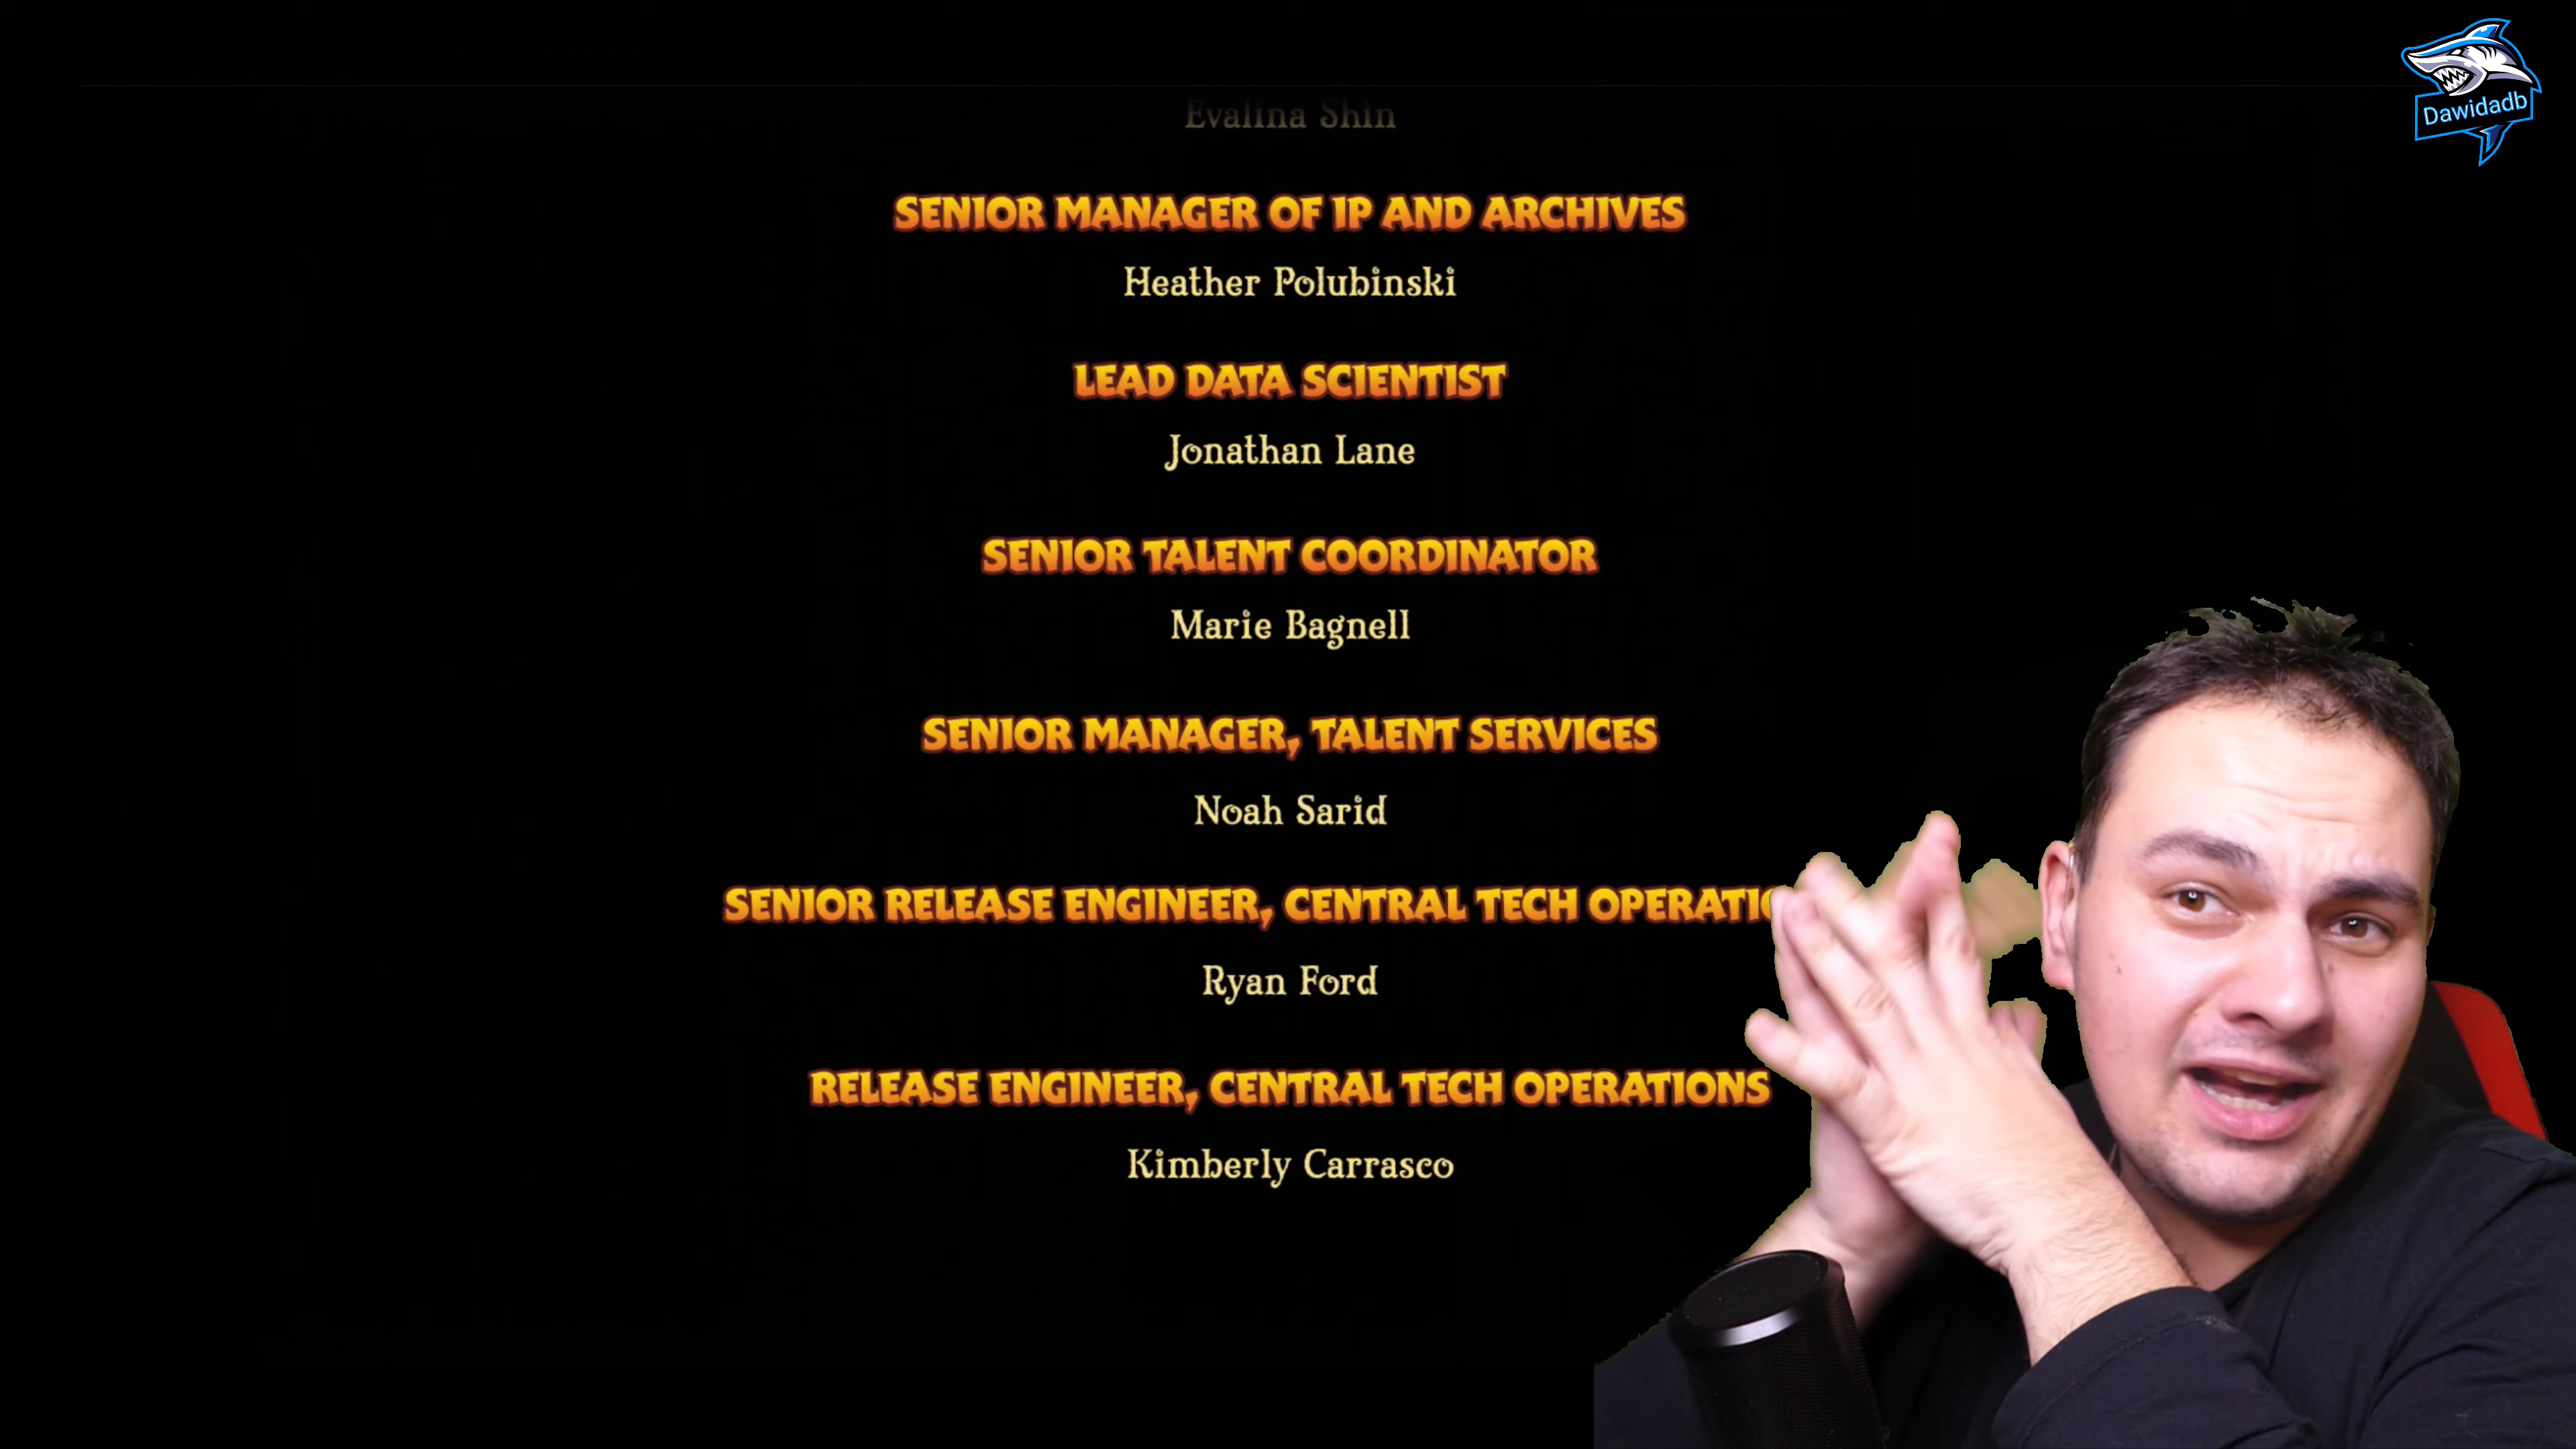 Dawidadb
Evalina Shin
SENIOR MANAGER OF IP AND ARCHIVES
Heather Polubinski
LEAD DATA SCIENTIST
Jonathan Lane
SENIOR TALENT COORDINATOR
Marie Bagnell
SENIOR MANAGER, TALENT SERVICES
Noah Sarid
SENIOR RELEASE ENGINEER, CENTRAL TECH
Ryan Ford
RELEASE ENGINEER, CENTRAL TECH OPERATIONS
Kimberly Carrasco